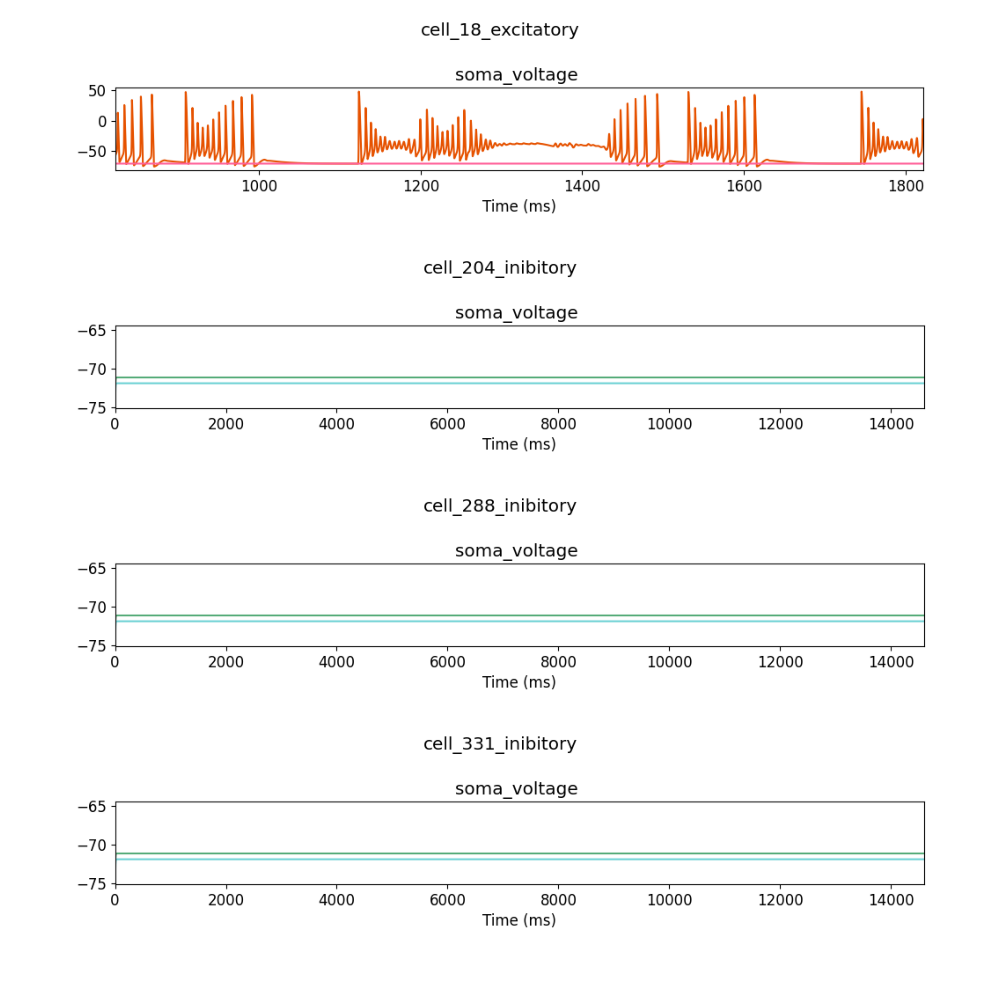 cell_18_excitatory
soma_voltage
50
0
−50
1000 1200 1400 1600 1800
Time (ms)
cell_204_inibitory
soma_voltage
−65
−70
−75
0 2000 4000 6000 8000 10000 12000 14000
Time (ms)
cell_288_inibitory
soma_voltage
−65
−70
−75
0 2000 4000 6000 8000 10000 12000 14000
Time (ms)
cell_331_inibitory
soma_voltage
−65
−70
−75
0 2000 4000 6000 8000 10000 12000 14000
Time (ms)